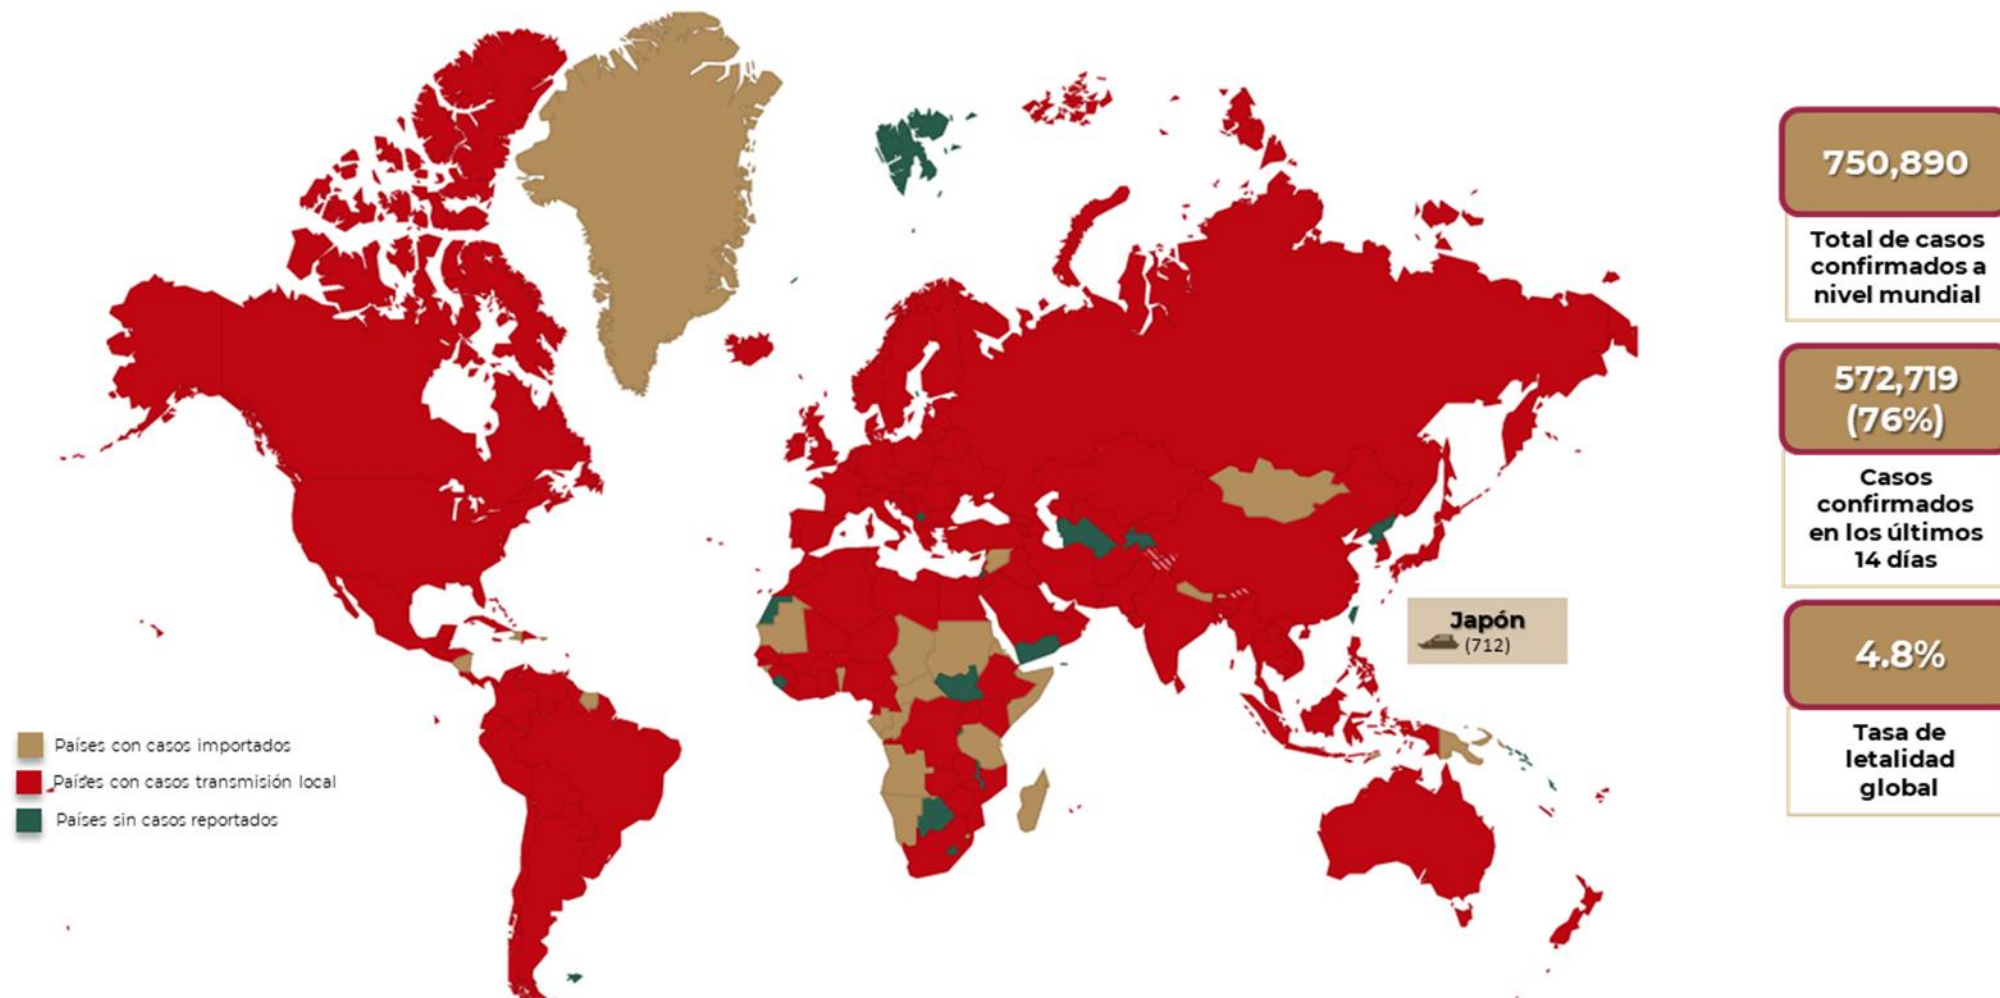 750,890
Total de casos
confirmados a
nivel mundial
572,719
(76%)
Casos
confirmados
en los últimos
14 días
4.8%
Tasa de
letalidad
global
Japón
(712)
Países con casos importados
Países con casos transmisión local
Países sin casos reportados